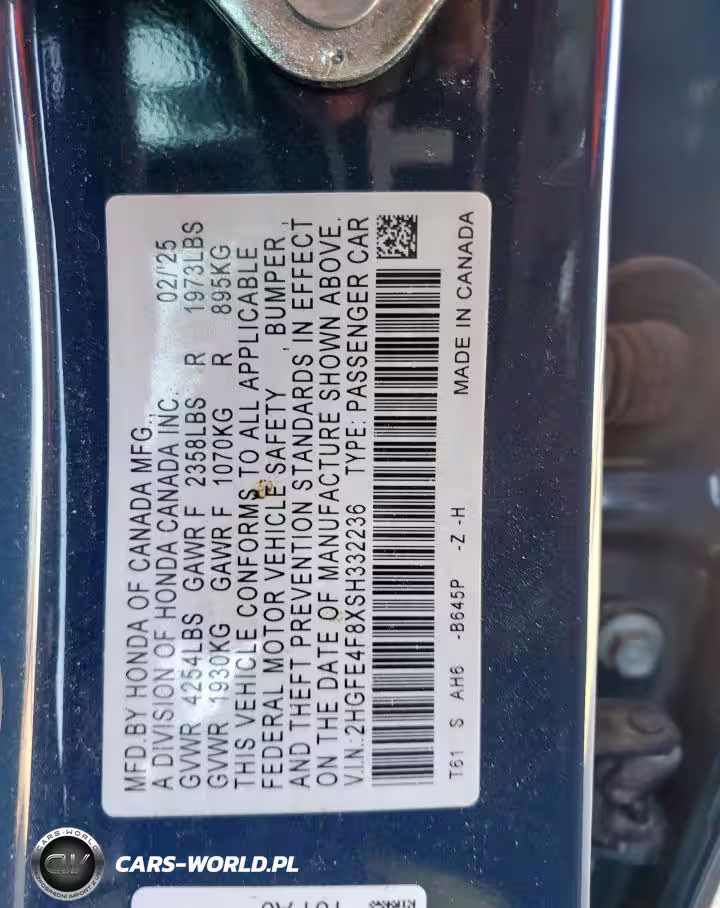 MFD.BY HONDA OF CANADA MFG.,
A DIVISION OF HONDA CANADA INC. 02/'25
GVWR 4254LBS GAWR F 2358LBS R 1973LBS
GVWR 1930KG GAWR F 1070KG R 895KG
THIS VEHICLE CONFORMS TO ALL APPLICABLE
FEDERAL MOTOR VEHICLE SAFETY, BUMPER,
AND THEFT PREVENTION STANDARDS IN EFFECT
ON THE DATE OF MANUFACTURE SHOWN ABOVE.
V.I.N.:2HGFE4F8XSH332236 TYPE: PASSENGER CAR
MADE IN CANADA
T61 S AH6 -B645P -Z -H
CARS-WORLD
CW
CARS-WORLD.PL